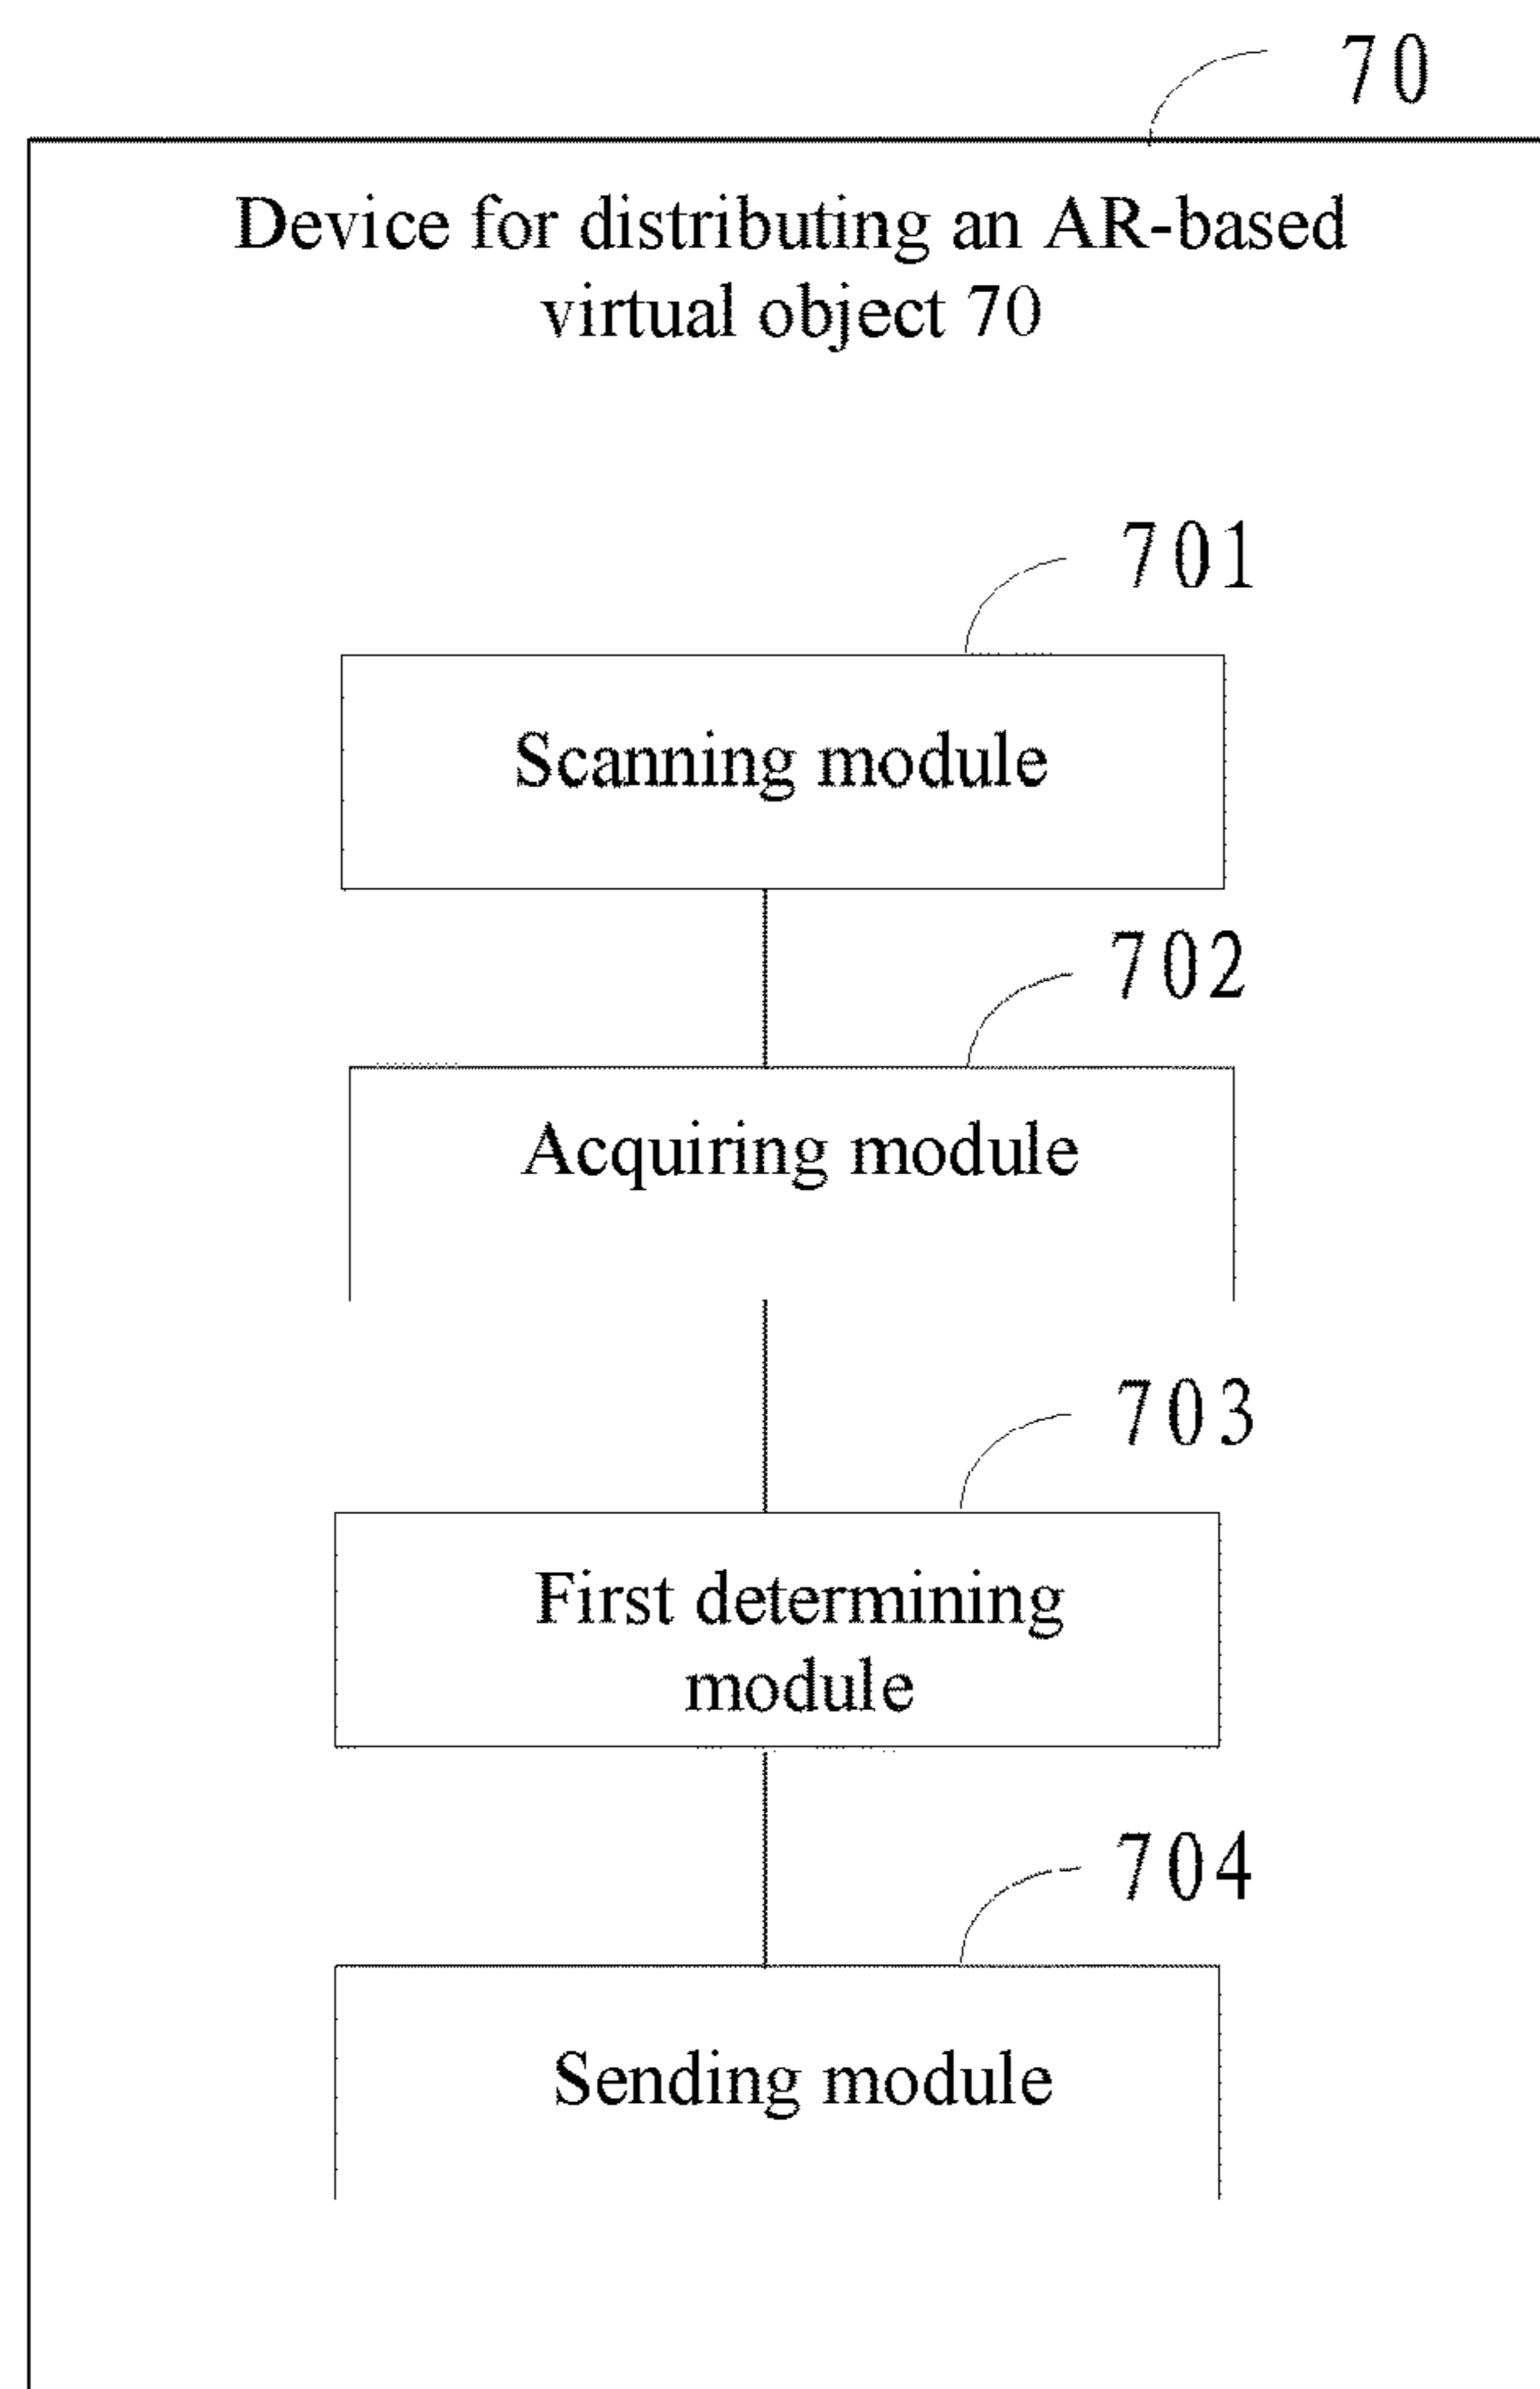 70
Device for distributing an AR-based
virtual object 70
701
Scanning module
702
Acquiring module
703
First determining
module
704
Sending module